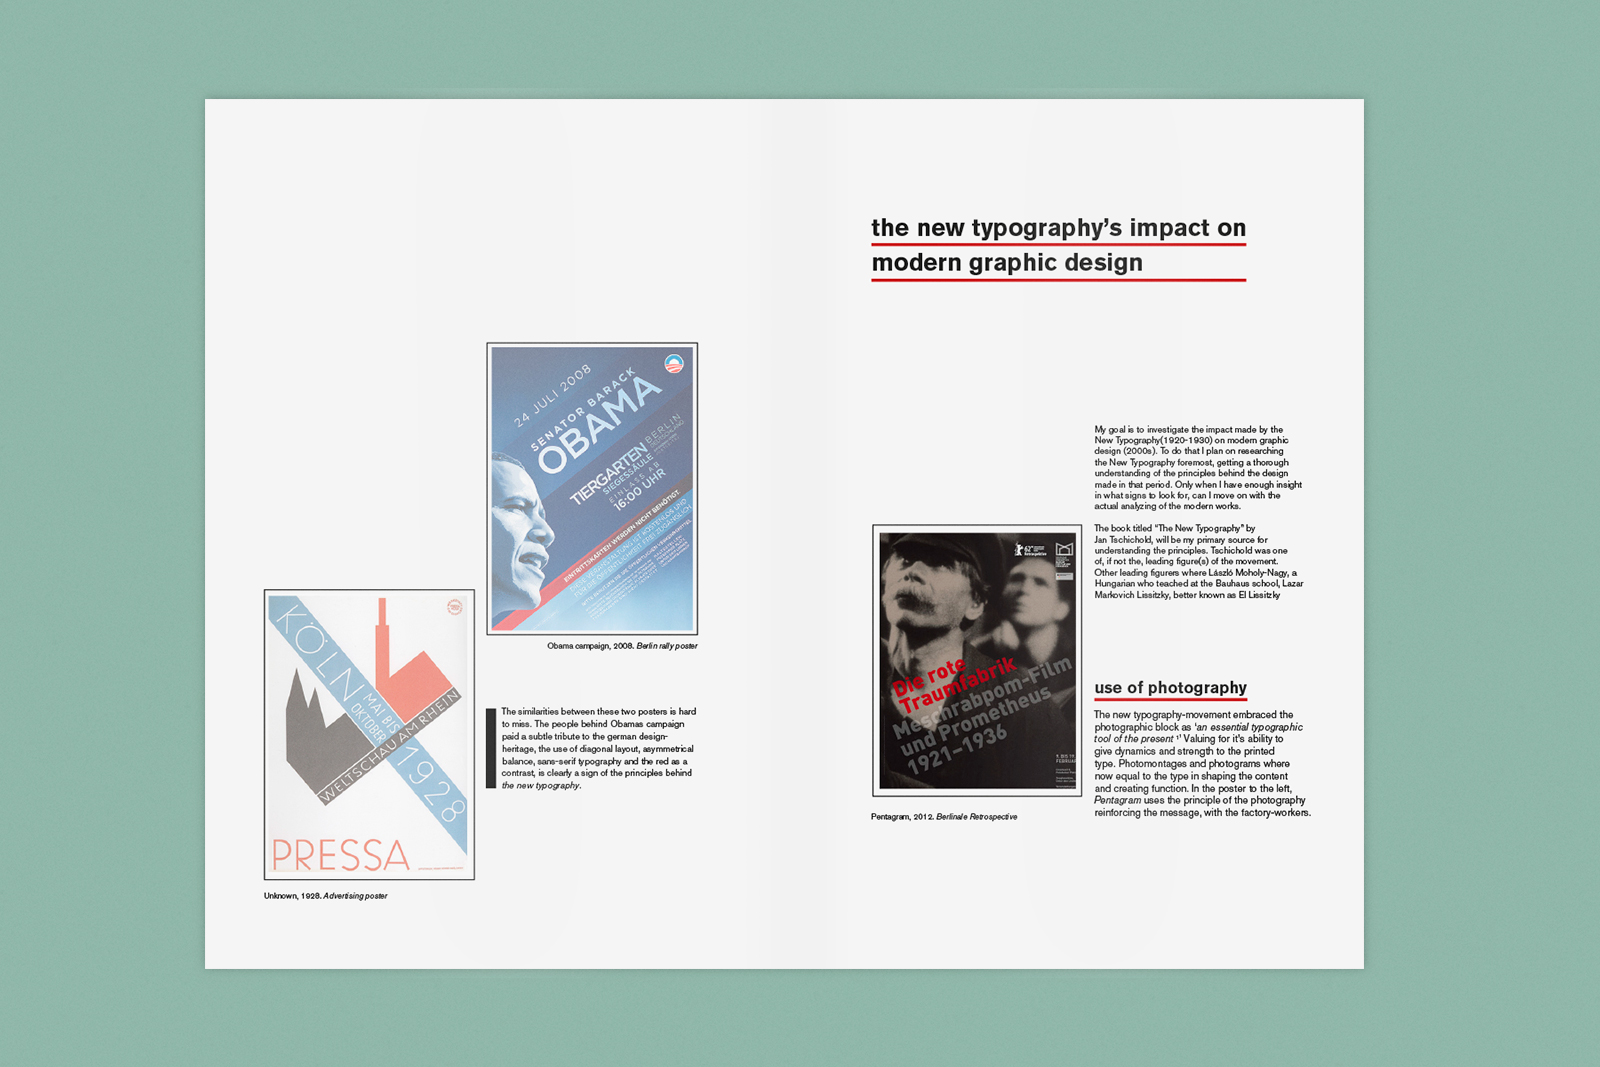 24 JULI 2008
SENATOR BARACK
OBAMA
TIERGARTEN
SIEGESSÄULE
EINLASS AB
16:00 UHR
BERLIN
DEUTSCHLAND
EINTRITTSKARTEN WERDEN NICHT BENÖTIGT
DIESE VERANSTALTUNG IST KOSTENLOS UND
FÜR DIE ÖFFENTLICHKEIT FREI ZUGÄNGLICH
Obama campaign, 2008. Berlin rally poster
KÖLN
MAI BIS
OKTOBER
1928
WELTSCHAU AM RHEIN
PRESSA
Unknown, 1928. Advertising poster
The similarities between these two posters is hard
to miss. The people behind Obamas campaign
paid a subtle tribute to the german design-
heritage, the use of diagonal layout, asymmetrical
balance, sans-serif typography and the red as a
contrast, is clearly a sign of the principles behind
the new typography.
the new typography's impact on
modern graphic design
My goal is to investigate the impact made by the
New Typography(1920-1930) on modern graphic
design (2000s). To do that I plan on researching
the New Typography foremost, getting a thorough
understanding of the principles behind the design
made in that period. Only when I have enough insight
in what signs to look for, can I move on with the
actual analyzing of the modern works.
The book titled "The New Typography" by
Jan Tschichold, will be my primary source for
understanding the principles. Tschichold was one
of, if not the, leading figure(s) of the movement.
Other leading figurers where László Moholy-Nagy, a
Hungarian who teached at the Bauhaus school, Lazar
Markovich Lissitzky, better known as El Lissitzky
Die rote
Traumfabrik
Meschrabpom-Film
und Prometheus
1921–1936
Pentagram, 2012. Berlinale Retrospective
use of photography
The new typography-movement embraced the
photographic block as 'an essential typographic
tool of the present ¹' Valuing for it's ability to
give dynamics and strength to the printed
type. Photomontages and photograms where
now equal to the type in shaping the content
and creating function. In the poster to the left,
Pentagram uses the principle of the photography
reinforcing the message, with the factory-workers.